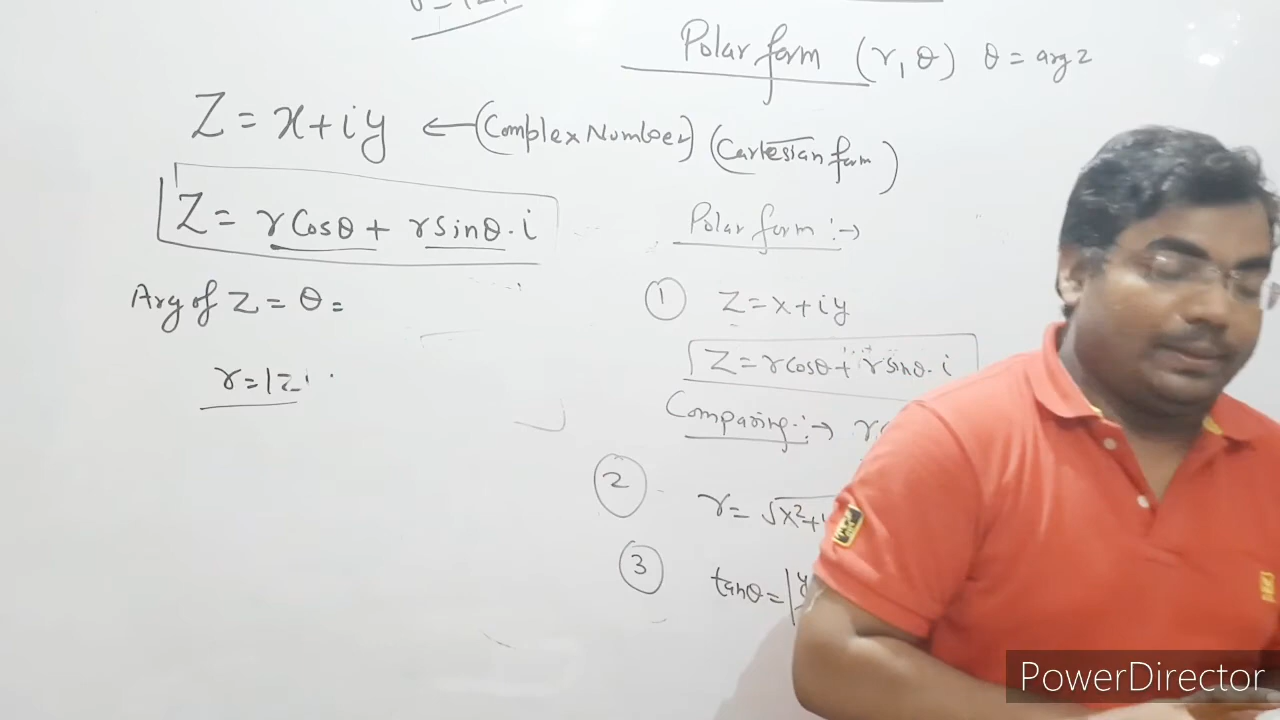 Polar form (r, θ) θ = arg z
Z = x+iy ← (Complex Number) (Cartesian form)
Z = r Cosθ + r Sinθ.i
Polar form :→
Arg of Z = θ =
① Z = x+iy
Z = r cosθ + r sinθ.i
r = |Z|
Comparing :→
② r = √x²+
③ tanθ = |y
PowerDirector